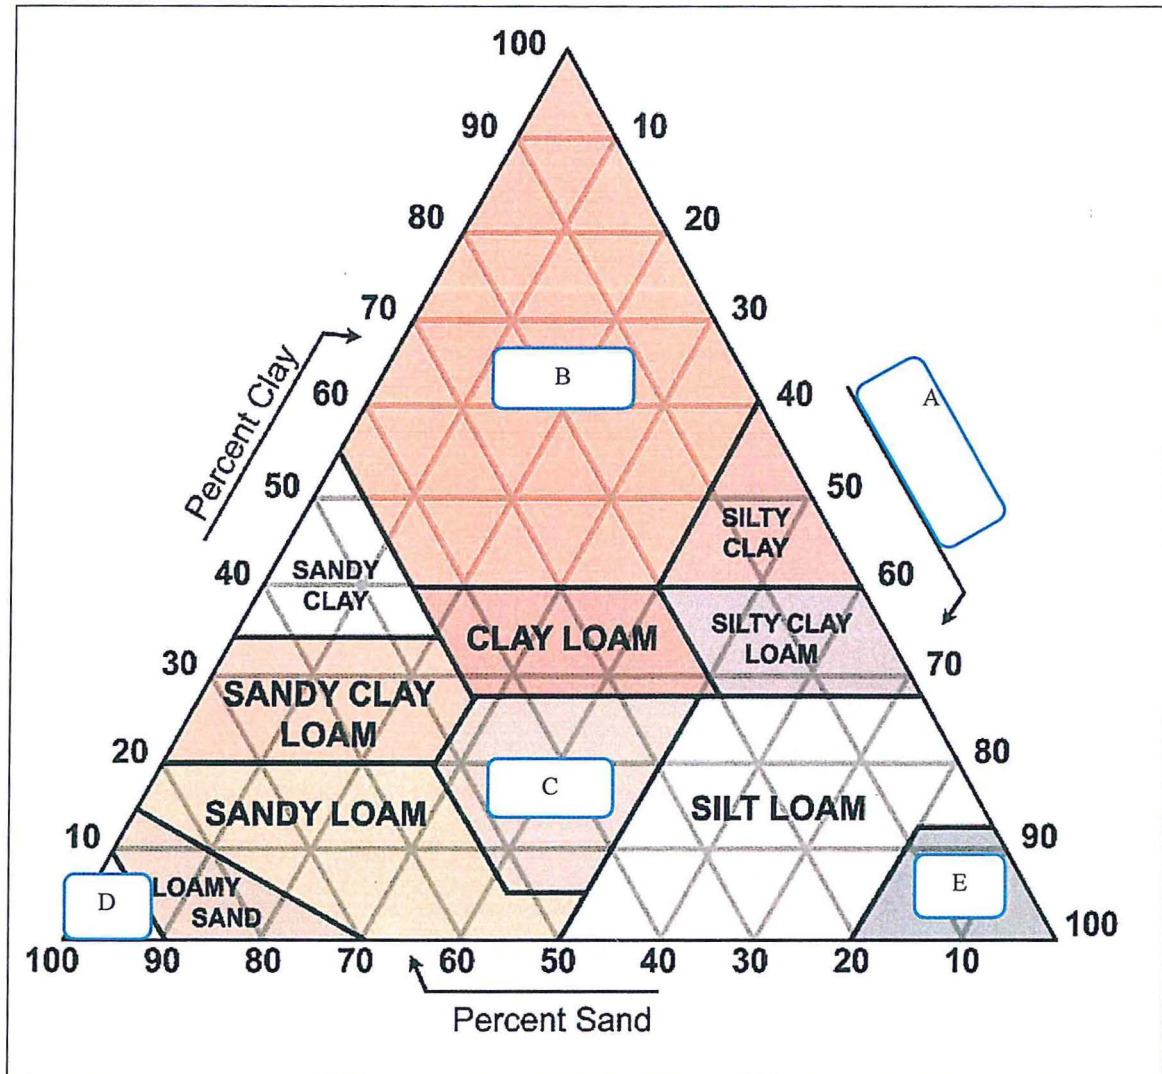 100
90
10
80
20
70
30
Percent Clay
B
60
40
A
50
50
SILTY
CLAY
40
SANDY
CLAY
60
CLAY LOAM
SILTY CLAY
LOAM
30
70
SANDY CLAY
LOAM
20
80
C
SANDY LOAM
SILT LOAM
10
90
D
LOAMY
SAND
E
100
100
90
80
70
60
50
40
30
20
10
Percent Sand